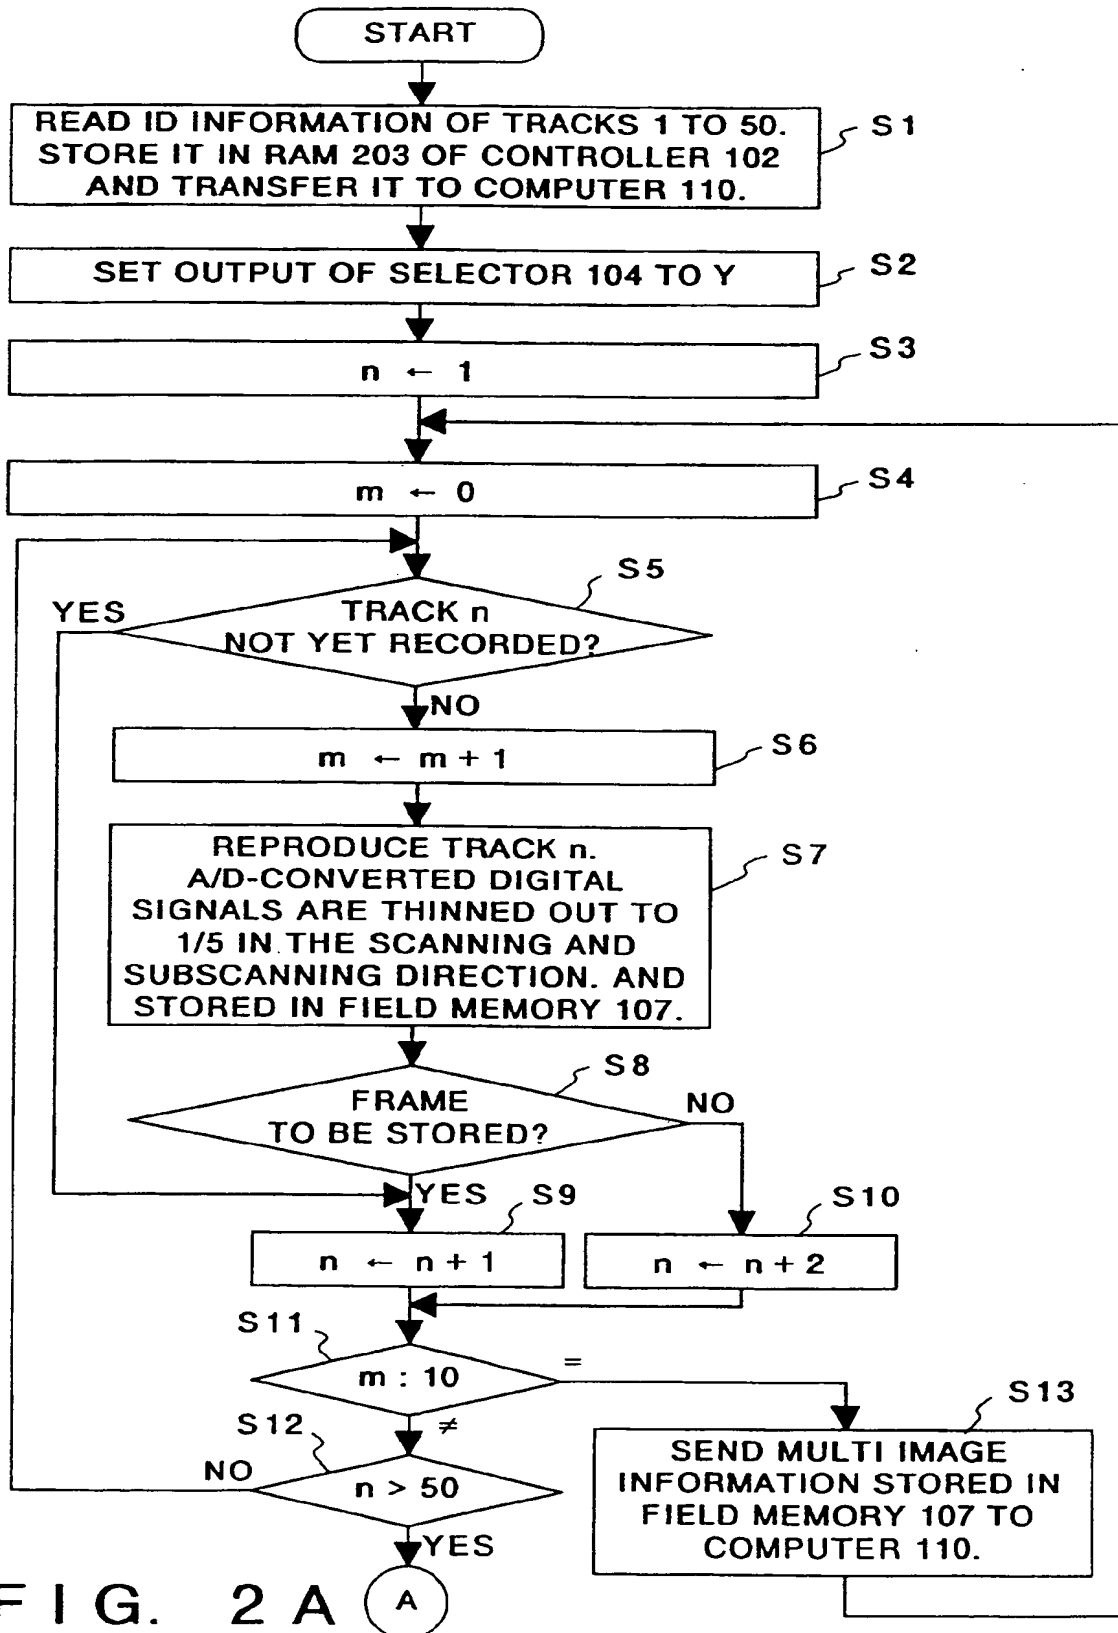 START
READ ID INFORMATION OF TRACKS 1 TO 50.
STORE IT IN RAM 203 OF CONTROLLER 102
AND TRANSFER IT TO COMPUTER 110.
S1
SET OUTPUT OF SELECTOR 104 TO Y
S2
n ← 1
S3
m ← 0
S4
TRACK n
NOT YET RECORDED?
S5
YES
NO
m ← m + 1
S6
REPRODUCE TRACK n.
A/D-CONVERTED DIGITAL
SIGNALS ARE THINNED OUT TO
1/5 IN THE SCANNING AND
SUBSCANNING DIRECTION. AND
STORED IN FIELD MEMORY 107.
S7
FRAME
TO BE STORED?
S8
NO
YES
n ← n + 1
S9
n ← n + 2
S10
m : 10
S11
=
≠
n > 50
S12
NO
YES
SEND MULTI IMAGE
INFORMATION STORED IN
FIELD MEMORY 107 TO
COMPUTER 110.
S13
A
FIG. 2A